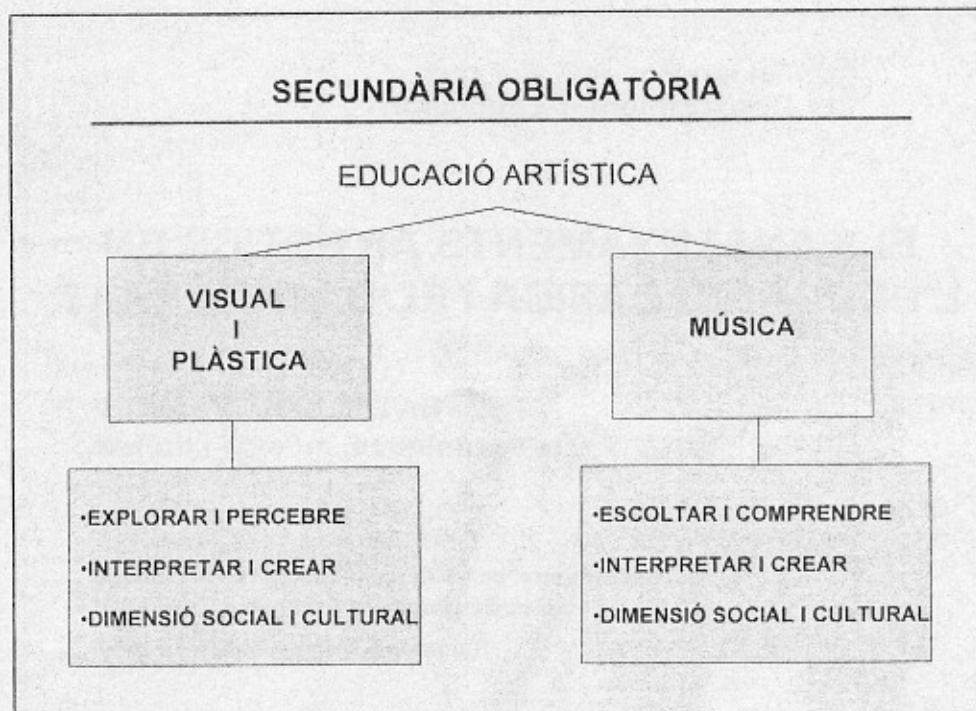 SECUNDÀRIA OBLIGATÒRIA
EDUCACIÓ ARTÍSTICA
VISUAL
I
PLÀSTICA
MÚSICA
·EXPLORAR I PERCEBRE
·INTERPRETAR I CREAR
·DIMENSIÓ SOCIAL I CULTURAL
·ESCOLTAR I COMPRENDRE
·INTERPRETAR I CREAR
·DIMENSIÓ SOCIAL I CULTURAL